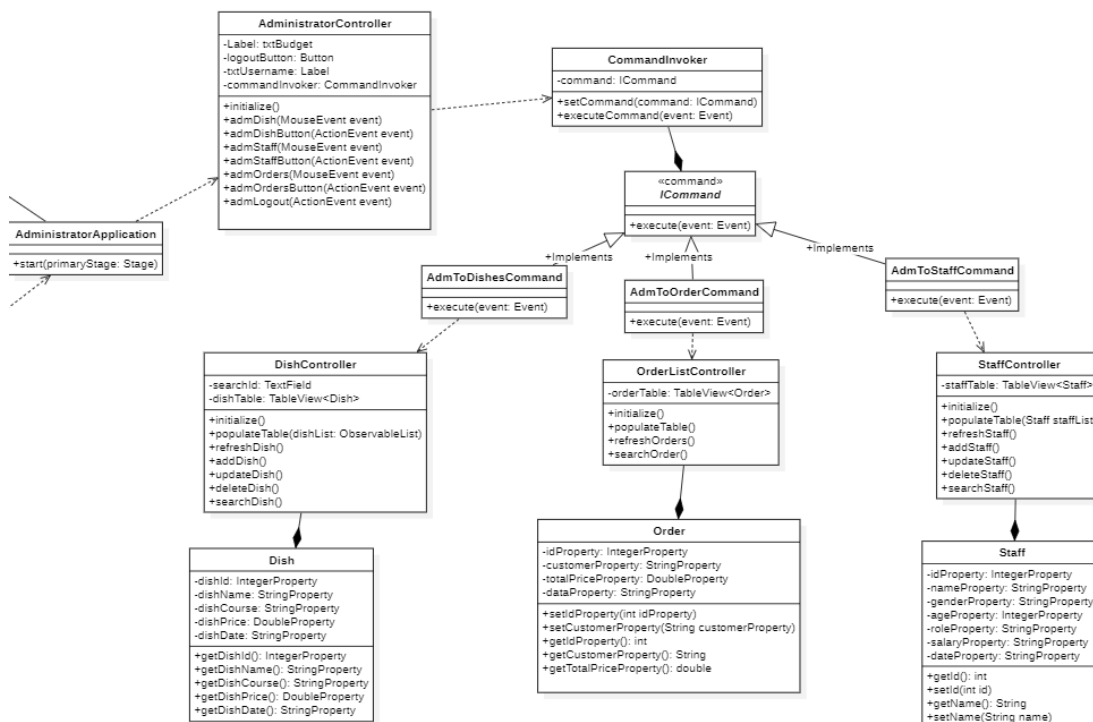 AdministratorController
-Label: txtBudget
-logoutButton: Button
-txtUsername: Label
-commandInvoker: CommandInvoker
+initialize()
+admDish(MouseEvent event)
+admDishButton(ActionEvent event)
+admStaff(MouseEvent event)
+admStaffButton(ActionEvent event)
+admOrders(MouseEvent event)
+admOrdersButton(ActionEvent event)
+admLogout(ActionEvent event)
CommandInvoker
-command: ICommand
+setCommand(command: ICommand)
+executeCommand(event: Event)
«command»
ICommand
+execute(event: Event)
AdministratorApplication
+start(primaryStage: Stage)
+Implements
+Implements
+Implements
AdmToDishesCommand
+execute(event: Event)
AdmToOrderCommand
+execute(event: Event)
AdmToStaffCommand
+execute(event: Event)
DishController
-searchId: TextField
-dishTable: TableView<Dish>
+initialize()
+populateTable(dishList: ObservableList)
+refreshDish()
+addDish()
+updateDish()
+deleteDish()
+searchDish()
OrderListController
-orderTable: TableView<Order>
+initialize()
+populateTable()
+refreshOrders()
+searchOrder()
StaffController
-staffTable: TableView<Staff>
+initialize()
+populateTable(Staff staffList
+refreshStaff()
+addStaff()
+updateStaff()
+deleteStaff()
+searchStaff()
Dish
-dishId: IntegerProperty
-dishName: StringProperty
-dishCourse: StringProperty
-dishPrice: DoubleProperty
-dishDate: StringProperty
+getDishId(): IntegerProperty
+getDishName(): StringProperty
+getDishCourse(): StringProperty
+getDishPrice(): DoubleProperty
+getDishDate(): StringProperty
Order
-idProperty: IntegerProperty
-customerProperty: StringProperty
-totalPriceProperty: DoubleProperty
-dataProperty: StringProperty
+setIdProperty(int idProperty)
+setCustomerProperty(String customerProperty)
+getIdProperty(): int
+getCustomerProperty(): String
+getTotalPriceProperty(): double
Staff
-idProperty: IntegerProperty
-nameProperty: StringProperty
-genderProperty: StringProperty
-ageProperty: IntegerProperty
-roleProperty: StringProperty
-salaryProperty: StringProperty
-dateProperty: StringProperty
+getId(): int
+setId(int id)
+getName(): String
+setName(String name)